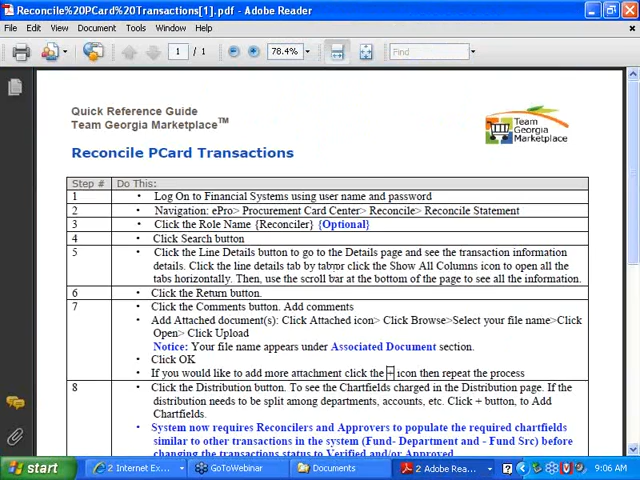 Reconcile%20PCard%20Transactions[1].pdf - Adobe Reader
File Edit View Document Tools Window Help
1 / 1 78.4% Find
Quick Reference Guide
Team Georgia Marketplace™
Team
Georgia
Marketplace
Reconcile PCard Transactions
Step # Do This:
1 • Log On to Financial Systems using user name and password
2 • Navigation: ePro> Procurement Card Center> Reconcile> Reconcile Statement
3 • Click the Role Name {Reconciler} {Optional}
4 • Click Search button
5 • Click the Line Details button to go to the Details page and see the transaction information
details. Click the line details tab by tab or click the Show All Columns icon to open all the
tabs horizontally. Then, use the scroll bar at the bottom of the page to see all the information.
6 • Click the Return button.
7 • Click the Comments button. Add comments
• Add Attached document(s): Click Attached icon> Click Browse>Select your file name>Click
Open> Click Upload
Notice: Your file name appears under Associated Document section.
• Click OK
• If you would like to add more attachment click the + icon then repeat the process
8 • Click the Distribution button. To see the Chartfields charged in the Distribution page. If the
distribution needs to be split among departments, accounts, etc. Click + button, to Add
Chartfields.
• System now requires Reconcilers and Approvers to populate the required chartfields
similar to other transactions in the system (Fund- Department and - Fund Src) before
changing the transactions status to Verified and/or Approved.
start 2 Internet Ex... GoToWebinar Documents 2 Adobe Rea... 9:06 AM